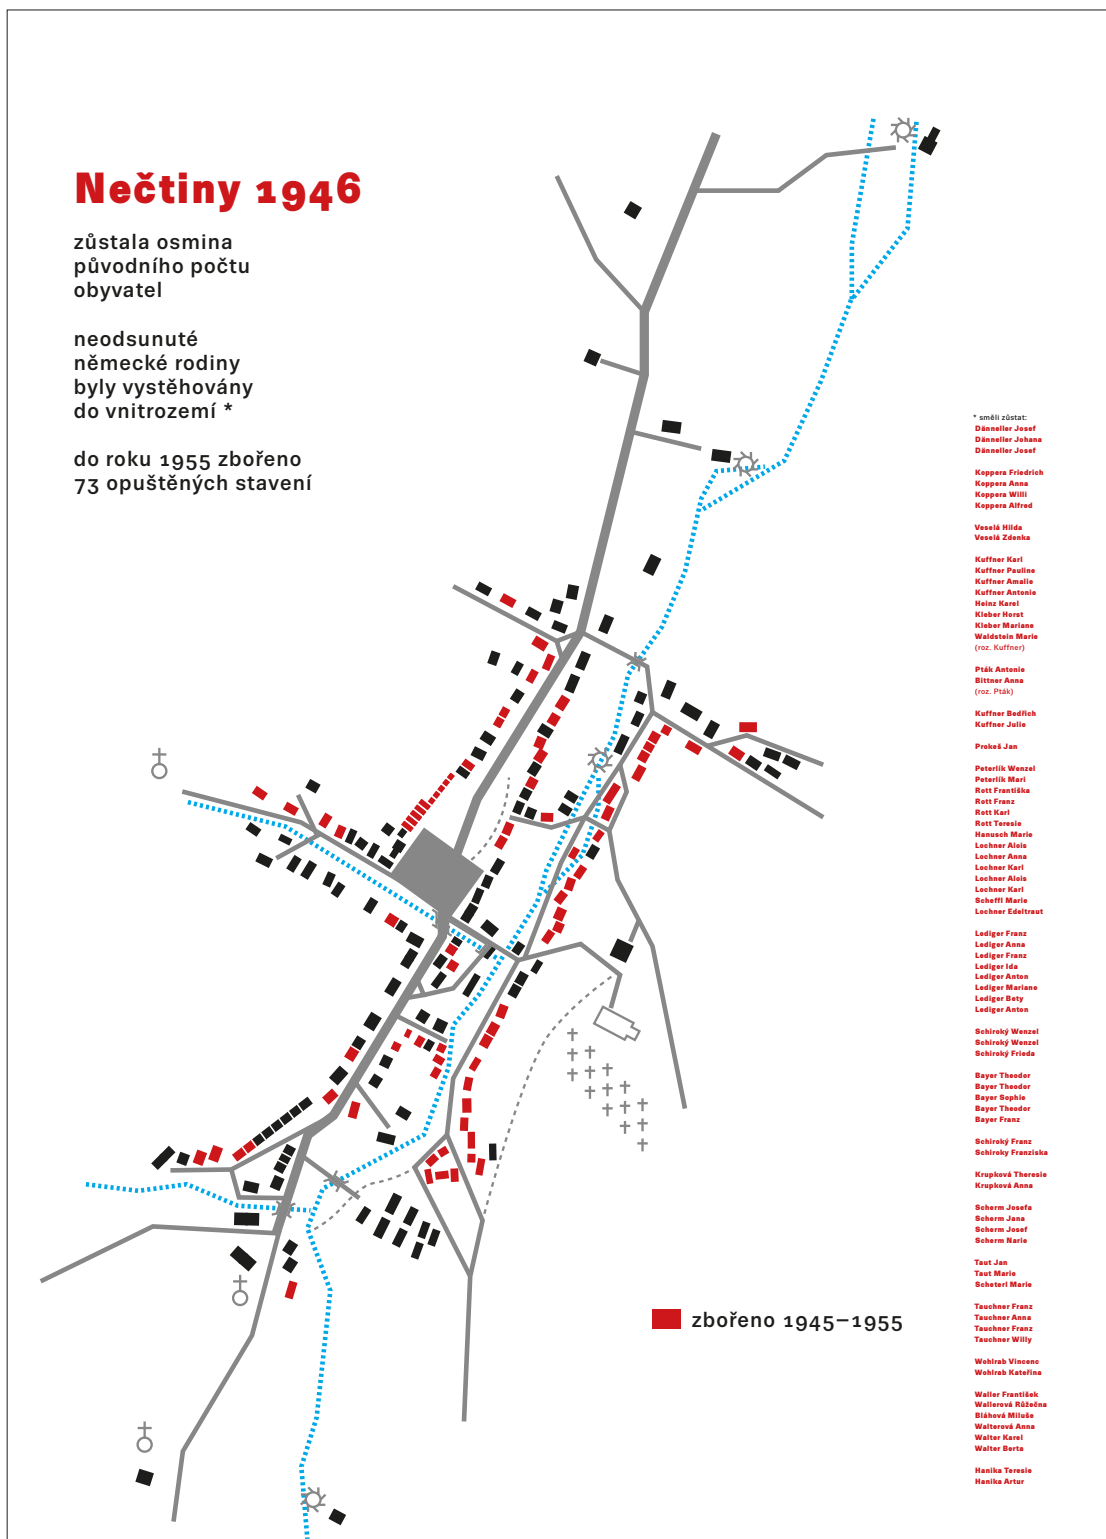 Nečtiny 1946
zůstala osmina
původního počtu
obyvatel
neodsunuté
německé rodiny
byly vystěhovány
do vnitrozemí *
do roku 1955 zbořeno
73 opuštěných stavení
* směli zůstat:
Dänneller Josef
Dänneller Johana
Dänneller Josef
Koppera Friedrich
Koppera Anna
Koppera Willi
Koppera Alfred
Veselá Hilda
Veselá Zdenka
Kuffner Karl
Kuffner Pauline
Kuffner Amalie
Kuffner Antonie
Heinz Karel
Kleber Horst
Kleber Mariane
Waldstein Marie
(roz. Kuffner)
Pták Antonie
Bittner Anna
(roz. Pták)
Kuffner Bedřich
Kuffner Julie
Prokeš Jan
Peterlík Wenzel
Peterlík Mari
Rott Františka
Rott Franz
Rott Karl
Rott Teresie
Hanusch Marie
Lochner Alois
Lochner Anna
Lochner Karl
Lochner Alois
Lochner Karl
Scheffl Marie
Lochner Edeltraut
Lediger Franz
Lediger Anna
Lediger Franz
Lediger Ida
Lediger Anton
Lediger Mariane
Lediger Bety
Lediger Anton
Schiroký Wenzel
Schiroký Wenzel
Schiroký Frieda
Bayer Theodor
Bayer Theodor
Bayer Sophie
Bayer Theodor
Bayer Franz
Schiroký Franz
Schiroky Franziska
Krupková Theresie
Krupková Anna
Scherm Josefa
Scherm Jana
Scherm Josef
Scherm Narie
Taut Jan
Taut Marie
Scheterl Marie
Tauchner Franz
Tauchner Anna
Tauchner Franz
Tauchner Willy
Wohlrab Vincenc
Wohlrab Kateřina
Waller František
Wallerová Růžečna
Bláhová Miluše
Walterová Anna
Walter Karel
Walter Berta
Hanika Teresie
Hanika Artur
zbořeno 1945–1955